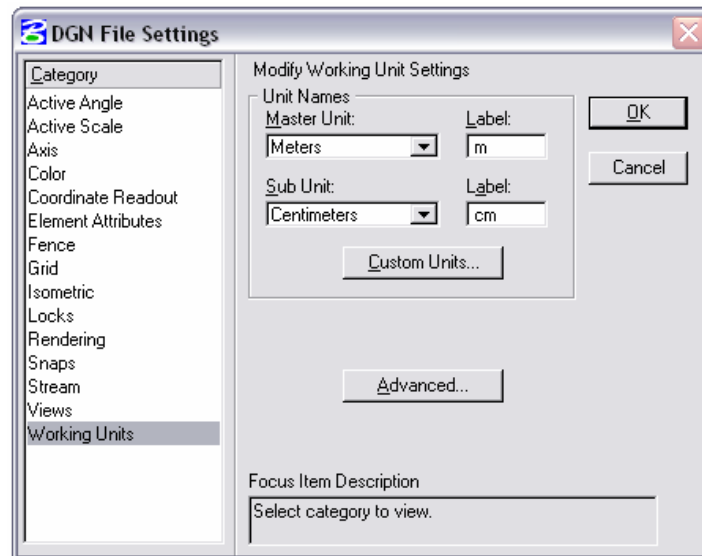 DGN File Settings
Category
Active Angle
Active Scale
Axis
Color
Coordinate Readout
Element Attributes
Fence
Grid
Isometric
Locks
Rendering
Snaps
Stream
Views
Working Units
Modify Working Unit Settings
Unit Names
Master Unit: Label:
Meters m
Sub Unit: Label:
Centimeters cm
Custom Units...
Advanced...
OK
Cancel
Focus Item Description
Select category to view.